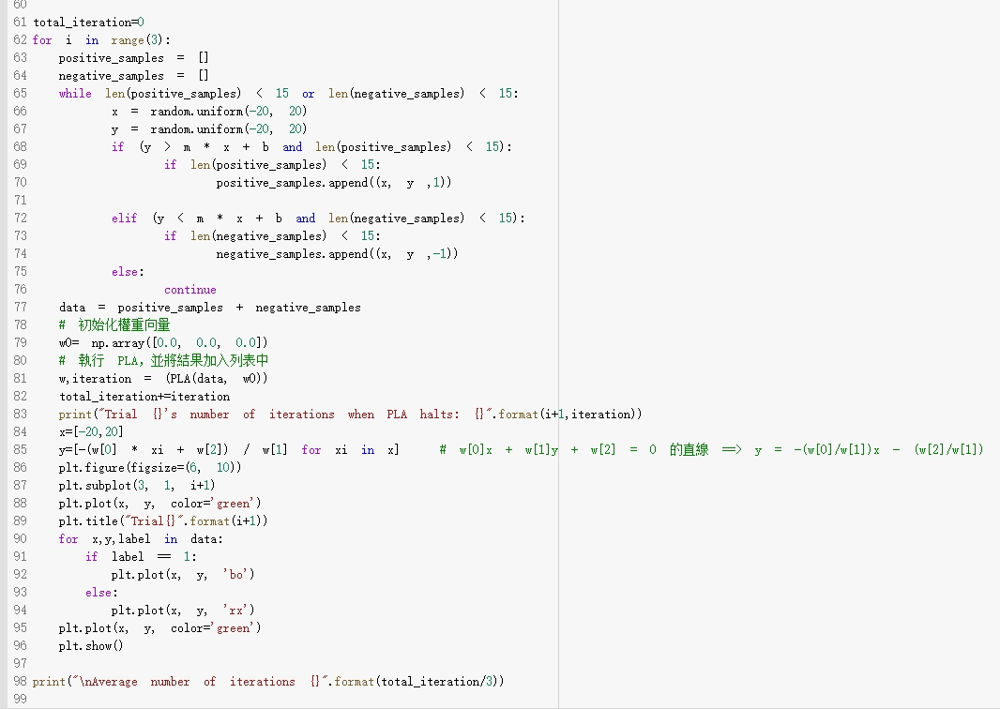 60
61 total_iteration=0
62 for i in range(3):
63     positive_samples = []
64     negative_samples = []
65     while len(positive_samples) < 15 or len(negative_samples) < 15:
66             x = random.uniform(-20, 20)
67             y = random.uniform(-20, 20)
68             if (y > m * x + b and len(positive_samples) < 15):
69                     if len(positive_samples) < 15:
70                             positive_samples.append((x, y ,1))
71
72             elif (y < m * x + b and len(negative_samples) < 15):
73                     if len(negative_samples) < 15:
74                             negative_samples.append((x, y ,-1))
75             else:
76                     continue
77     data = positive_samples + negative_samples
78     # 初始化權重向量
79     w0= np.array([0.0, 0.0, 0.0])
80     # 執行 PLA，並將結果加入列表中
81     w,iteration = (PLA(data, w0))
82     total_iteration+=iteration
83     print("Trial {}'s number of iterations when PLA halts: {}".format(i+1,iteration))
84     x=[-20,20]
85     y=[-(w[0] * xi + w[2]) / w[1] for xi in x]   # w[0]x + w[1]y + w[2] = 0 的直線 ==> y = -(w[0]/w[1])x - (w[2]/w[1])
86     plt.figure(figsize=(6, 10))
87     plt.subplot(3, 1, i+1)
88     plt.plot(x, y, color='green')
89     plt.title("Trial{}".format(i+1))
90     for x,y,label in data:
91         if label == 1:
92             plt.plot(x, y, 'bo')
93         else:
94             plt.plot(x, y, 'rx')
95     plt.plot(x, y, color='green')
96     plt.show()
97
98 print("\nAverage number of iterations {}".format(total_iteration/3))
99